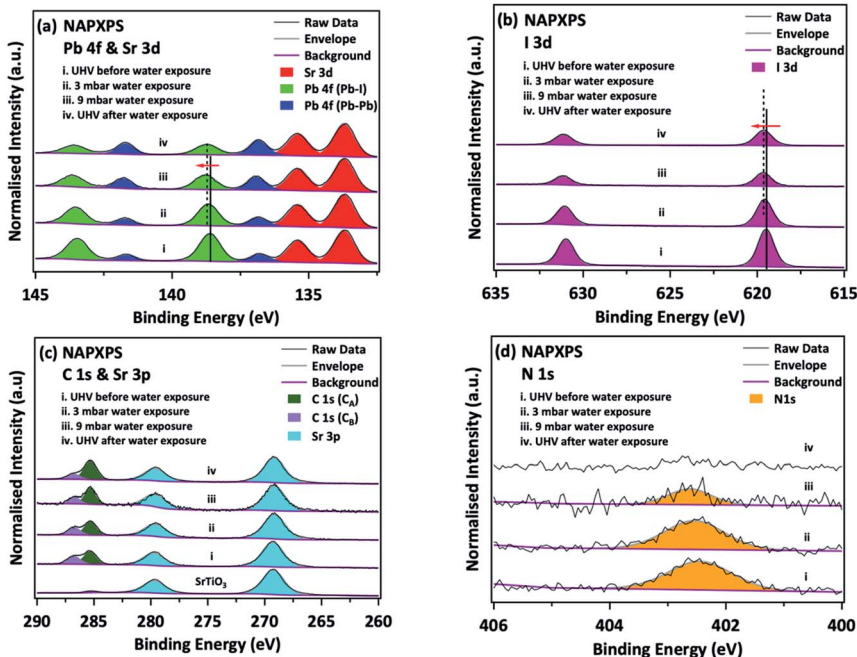 (a) NAPXPS
Pb 4f & Sr 3d
i. UHV before water exposure
ii. 3 mbar water exposure
iii. 9 mbar water exposure
iv. UHV after water exposure
Raw Data
Envelope
Background
Sr 3d
Pb 4f (Pb-I)
Pb 4f (Pb-Pb)
iv
iii
ii
i
Normalised Intensity (a.u.)
145 140 135
Binding Energy (eV)
(b) NAPXPS
I 3d
i. UHV before water exposure
ii. 3 mbar water exposure
iii. 9 mbar water exposure
iv. UHV after water exposure
Raw Data
Envelope
Background
I 3d
iv
iii
ii
i
Normalised Intensity (a.u.)
635 630 625 620 615
Binding Energy (eV)
(c) NAPXPS
C 1s & Sr 3p
i. UHV before water exposure
ii. 3 mbar water exposure
iii. 9 mbar water exposure
iv. UHV after water exposure
Raw Data
Envelope
Background
C 1s (CA)
C 1s (CB)
Sr 3p
iv
iii
ii
i
SrTiO3
Normalised Intensity (a.u)
290 285 280 275 270 265 260
Binding Energy (eV)
(d) NAPXPS
N 1s
i. UHV before water exposure
ii. 3 mbar water exposure
iii. 9 mbar water exposure
iv. UHV after water exposure
Raw Data
Envelope
Background
N1s
iv
iii
ii
i
Normalised Intensity (a.u.)
406 404 402 400
Binding Energy (eV)